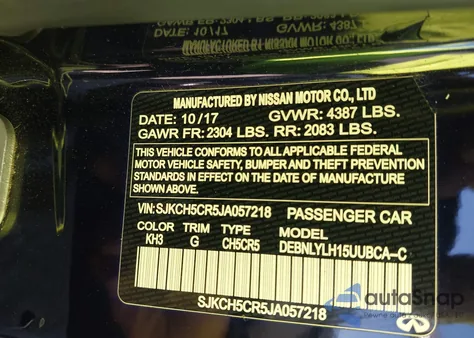 MANUFACTURED BY NISSAN MOTOR CO., LTD
DATE: 10/17 GVWR: 4387 LBS.
GAWR FR: 2304 LBS. RR: 2083 LBS.
THIS VEHICLE CONFORMS TO ALL APPLICABLE FEDERAL
MOTOR VEHICLE SAFETY, BUMPER AND THEFT PREVENTION
STANDARDS IN EFFECT ON THE DATE OF MANUFACTURE
SHOWN ABOVE.
VIN: SJKCH5CR5JA057218 PASSENGER CAR
COLOR TRIM TYPE MODEL
KH3 G CH5CR5 DEBNLYLH15UUBCA-C
SJKCH5CR5JA057218
autoSnap